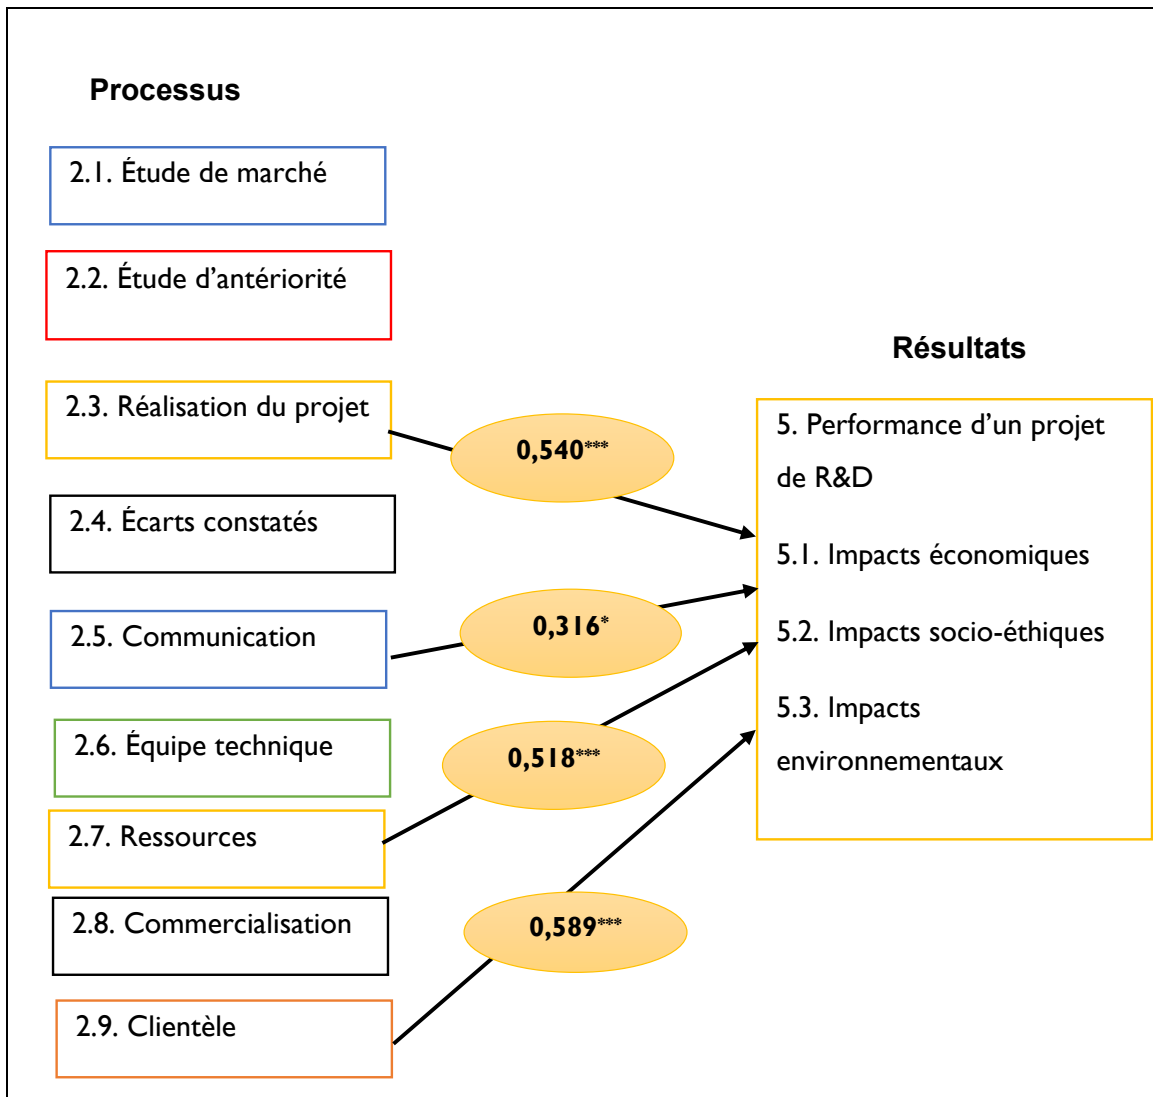 Processus
2.1. Étude de marché
2.2. Étude d’antériorité
2.3. Réalisation du projet
2.4. Écarts constatés
2.5. Communication
2.6. Équipe technique
2.7. Ressources
2.8. Commercialisation
2.9. Clientèle
0,540***
0,316*
0,518***
0,589***
Résultats
5. Performance d’un projet
de R&D
5.1. Impacts économiques
5.2. Impacts socio-éthiques
5.3. Impacts
environnementaux